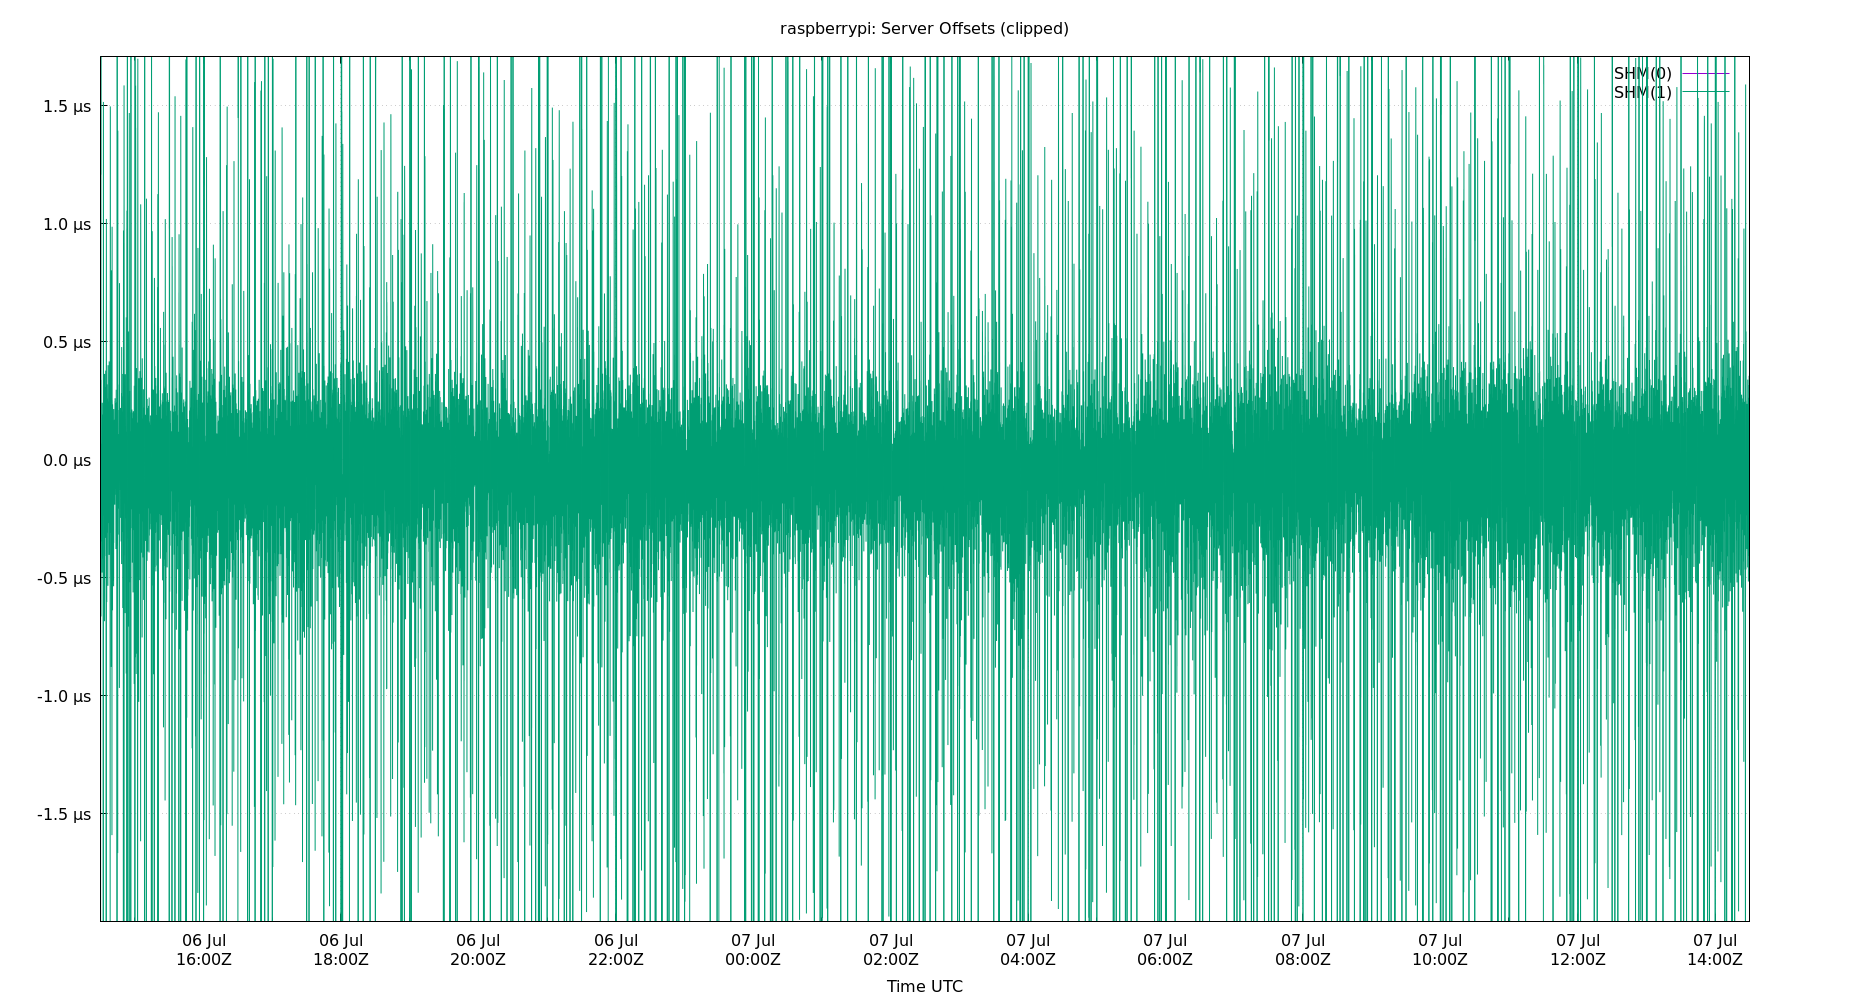 raspberrypi: Server Offsets (clipped)
SHM(0)
SHM(1)
1.5 µs
1.0 µs
0.5 µs
0.0 µs
-0.5 µs
-1.0 µs
-1.5 µs
06 Jul 06 Jul 06 Jul 06 Jul 07 Jul 07 Jul 07 Jul 07 Jul 07 Jul 07 Jul 07 Jul 07 Jul
16:00Z 18:00Z 20:00Z 22:00Z 00:00Z 02:00Z 04:00Z 06:00Z 08:00Z 10:00Z 12:00Z 14:00Z
Time UTC